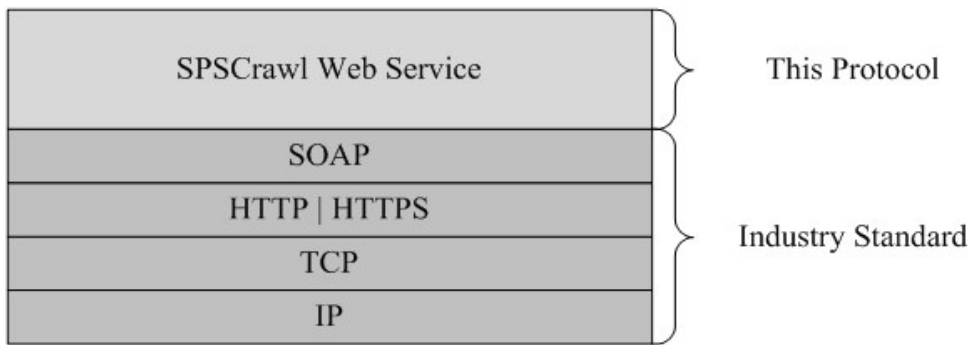 SPSCrawl Web Service
This Protocol
SOAP
HTTP | HTTPS
TCP
IP
Industry Standard